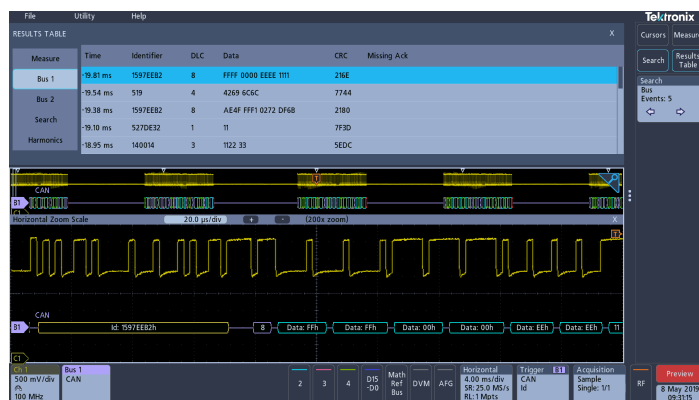 File Utility Help Tektronix
RESULTS TABLE X
Cursors Measure
Measure Time Identifier DLC Data CRC Missing Ack
Search Results Table
Bus 1 -19.81 ms 1597EEB2 8 FFFF 0000 EEEE 1111 216E
Search
Bus
Events: 5
Bus 2 -19.54 ms 519 4 4269 6C6C 7744
-19.38 ms 1597EEB2 8 AE4F FFF1 0272 DF6B 2180
Search -19.10 ms 527DE32 1 11 7F3D
Harmonics -18.95 ms 140014 3 1122 33 5EDC
T
CAN
B1
C1
Horizontal Zoom Scale 20.0 µs/div + - (200x zoom) X
T
CAN
B1 Id: 1597EEB2h 8 Data: FFh Data: FFh Data: 00h Data: 00h Data: EEh Data: EEh 11
C1
Ch 1
500 mV/div
100 MHz
Bus 1
CAN
2 3 4 D15 -D0 Math Ref Bus DVM AFG
Horizontal
4.00 ms/div
SR: 25.0 MS/s
RL: 1 Mpts
Trigger B1
CAN
Id
Acquisition
Sample
Single: 1/1
RF
Preview
8 May 2019
09:31:15